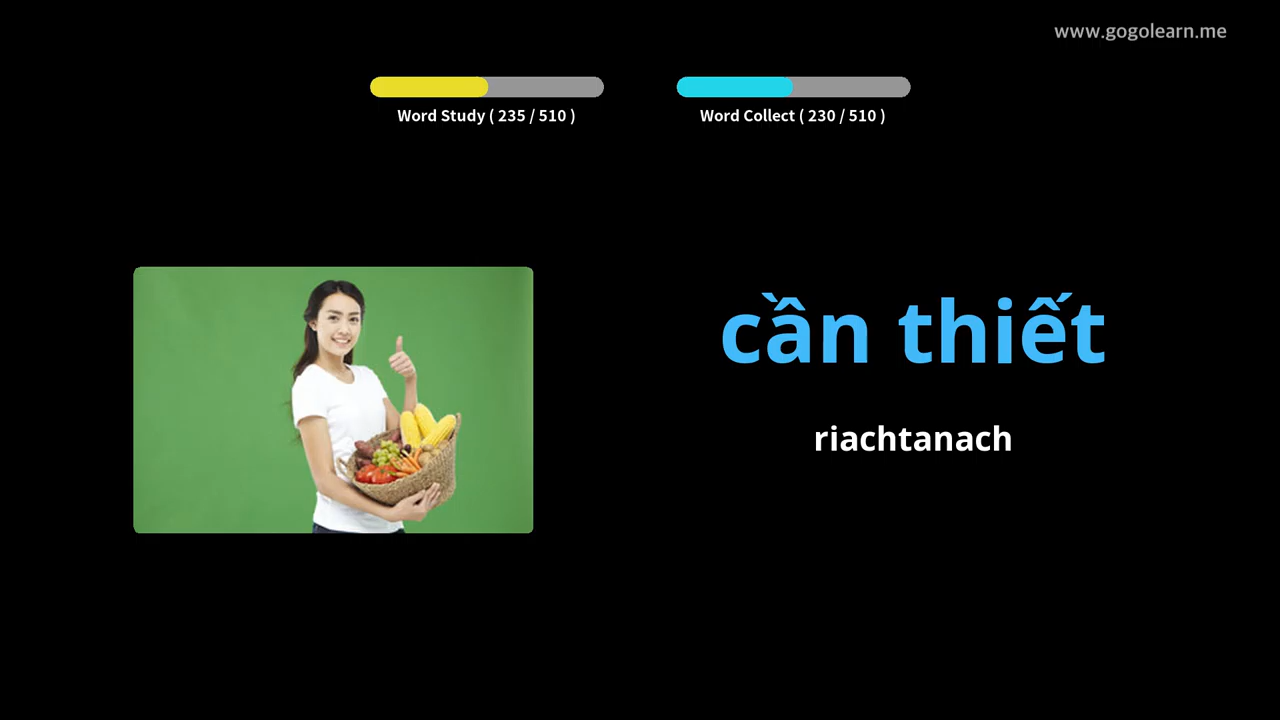 www.gogolearn.me
Word Study ( 235 / 510 )
Word Collect ( 230 / 510 )
cần thiết
riachtanach